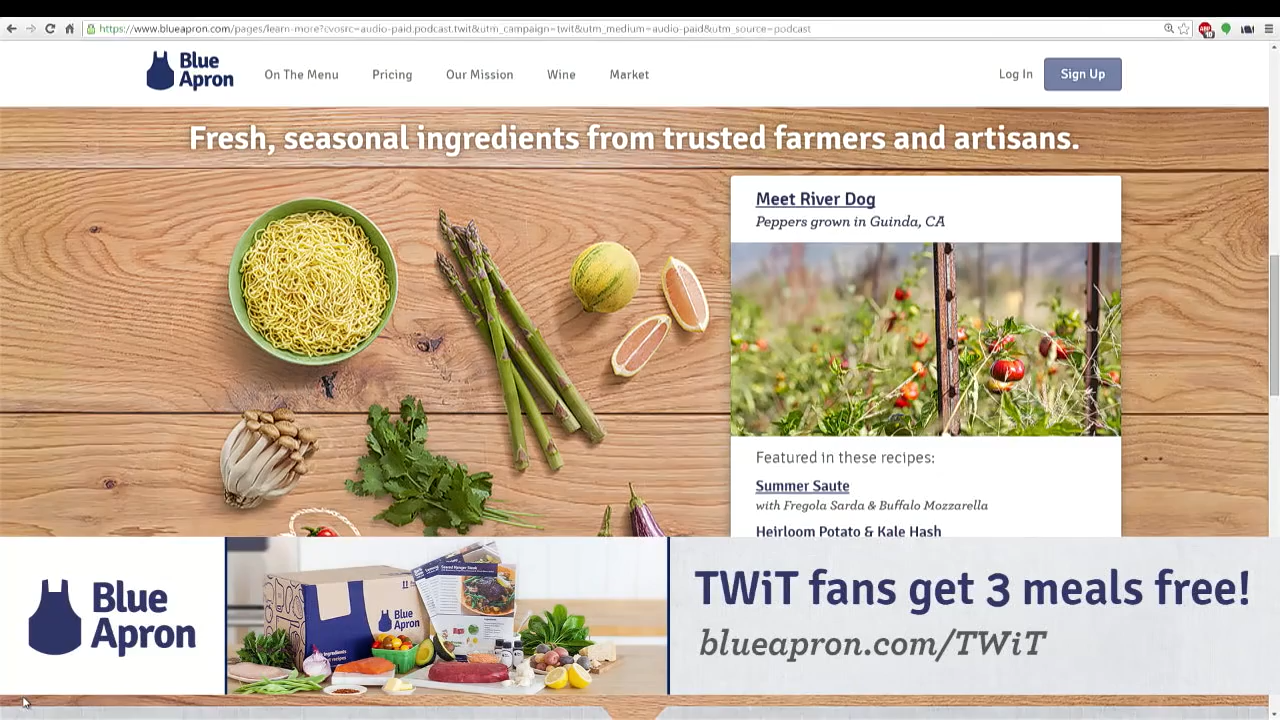 https://www.blueapron.com/pages/learn-more?cvosrc=audio-paid.podcast.twit&utm_campaign=twit&utm_medium=audio-paid&utm_source=podcast
Blue
Apron
On The Menu
Pricing
Our Mission
Wine
Market
Log In
Sign Up
Fresh, seasonal ingredients from trusted farmers and artisans.
Meet River Dog
Peppers grown in Guinda, CA
Featured in these recipes:
Summer Saute
with Fregola Sarda & Buffalo Mozzarella
Heirloom Potato & Kale Hash
Blue
Apron
Blue
Apron
TWiT fans get 3 meals free!
blueapron.com/TWiT